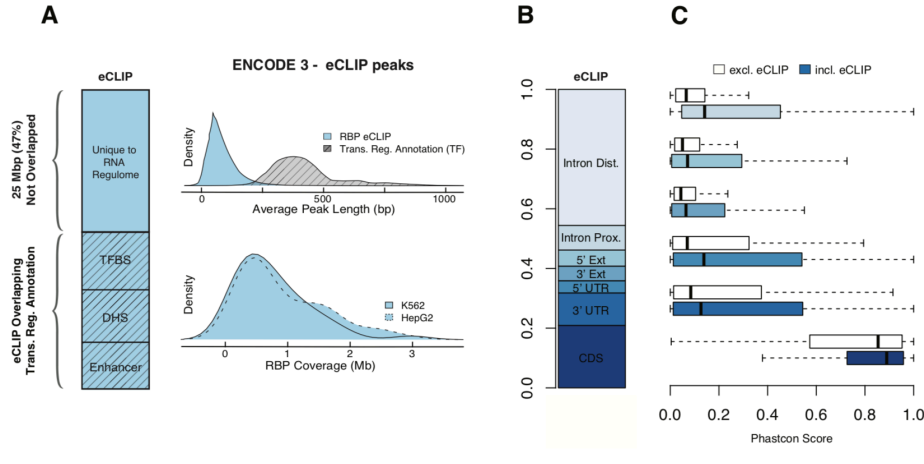 A
B
C
ENCODE 3 - eCLIP peaks
eCLIP
25 Mbp (47%)
Not Overlapped
eCLIP Overlapping
Trans. Reg. Annotation
Unique to
RNA
Regulome
TFBS
DHS
Enhancer
Density
RBP eCLIP
Trans. Reg. Annotation (TF)
0 500 1000
Average Peak Length (bp)
Density
K562
HepG2
0 1 2 3
RBP Coverage (Mb)
eCLIP
1.0
0.8
0.6
0.4
0.2
0.0
Intron Dist.
Intron Prox.
5' Ext
3' Ext
5' UTR
3' UTR
CDS
excl. eCLIP incl. eCLIP
0.0 0.2 0.4 0.6 0.8 1.0
Phastcon Score